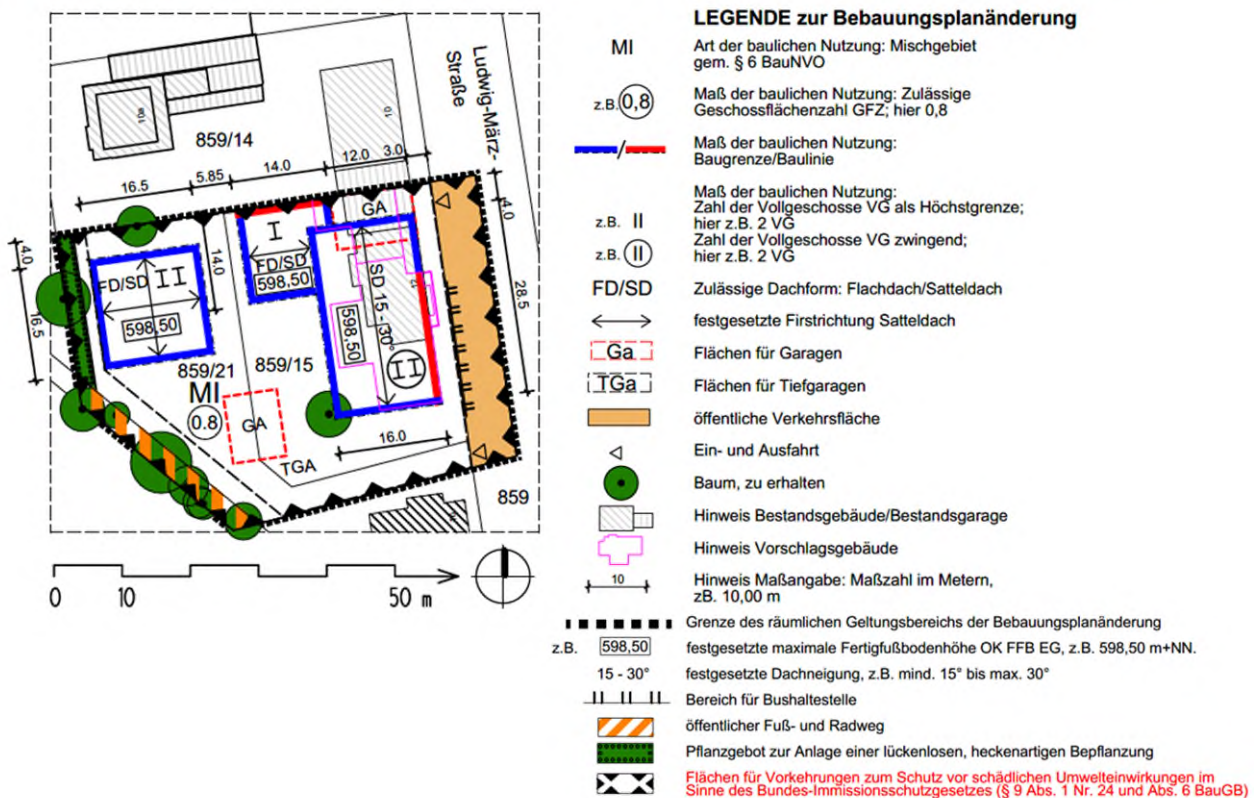 Ludwig-März-
Straße
108
10
859/14
12.0
3.0
14.0
5.85
16.5
4.0
GA
I
FD/SD
II
FD/SD
598,50
14.0
4.0
598,50
SD 15 - 30°
12
28.5
16.5
598,50
859/21
859/15
II
MI
0.8
GA
16.0
TGA
859
0 10 50 m
LEGENDE zur Bebauungsplanänderung
MI Art der baulichen Nutzung: Mischgebiet
gem. § 6 BauNVO
z.B. 0,8 Maß der baulichen Nutzung: Zulässige
Geschossflächenzahl GFZ; hier 0,8
/ Maß der baulichen Nutzung:
Baugrenze/Baulinie
Maß der baulichen Nutzung:
Zahl der Vollgeschosse VG als Höchstgrenze;
z.B. II hier z.B. 2 VG
Zahl der Vollgeschosse VG zwingend;
z.B. II hier z.B. 2 VG
FD/SD Zulässige Dachform: Flachdach/Satteldach
festgesetzte Firstrichtung Satteldach
Ga Flächen für Garagen
TGa Flächen für Tiefgaragen
öffentliche Verkehrsfläche
Ein- und Ausfahrt
Baum, zu erhalten
Hinweis Bestandsgebäude/Bestandsgarage
Hinweis Vorschlagsgebäude
10 Hinweis Maßangabe: Maßzahl im Metern,
zB. 10,00 m
Grenze des räumlichen Geltungsbereichs der Bebauungsplanänderung
z.B. 598,50 festgesetzte maximale Fertigfußbodenhöhe OK FFB EG, z.B. 598,50 m+NN.
15 - 30° festgesetzte Dachneigung, z.B. mind. 15° bis max. 30°
Bereich für Bushaltestelle
öffentlicher Fuß- und Radweg
Pflanzgebot zur Anlage einer lückenlosen, heckenartigen Bepflanzung
Flächen für Vorkehrungen zum Schutz vor schädlichen Umwelteinwirkungen im
Sinne des Bundes-Immissionsschutzgesetzes (§ 9 Abs. 1 Nr. 24 und Abs. 6 BauGB)